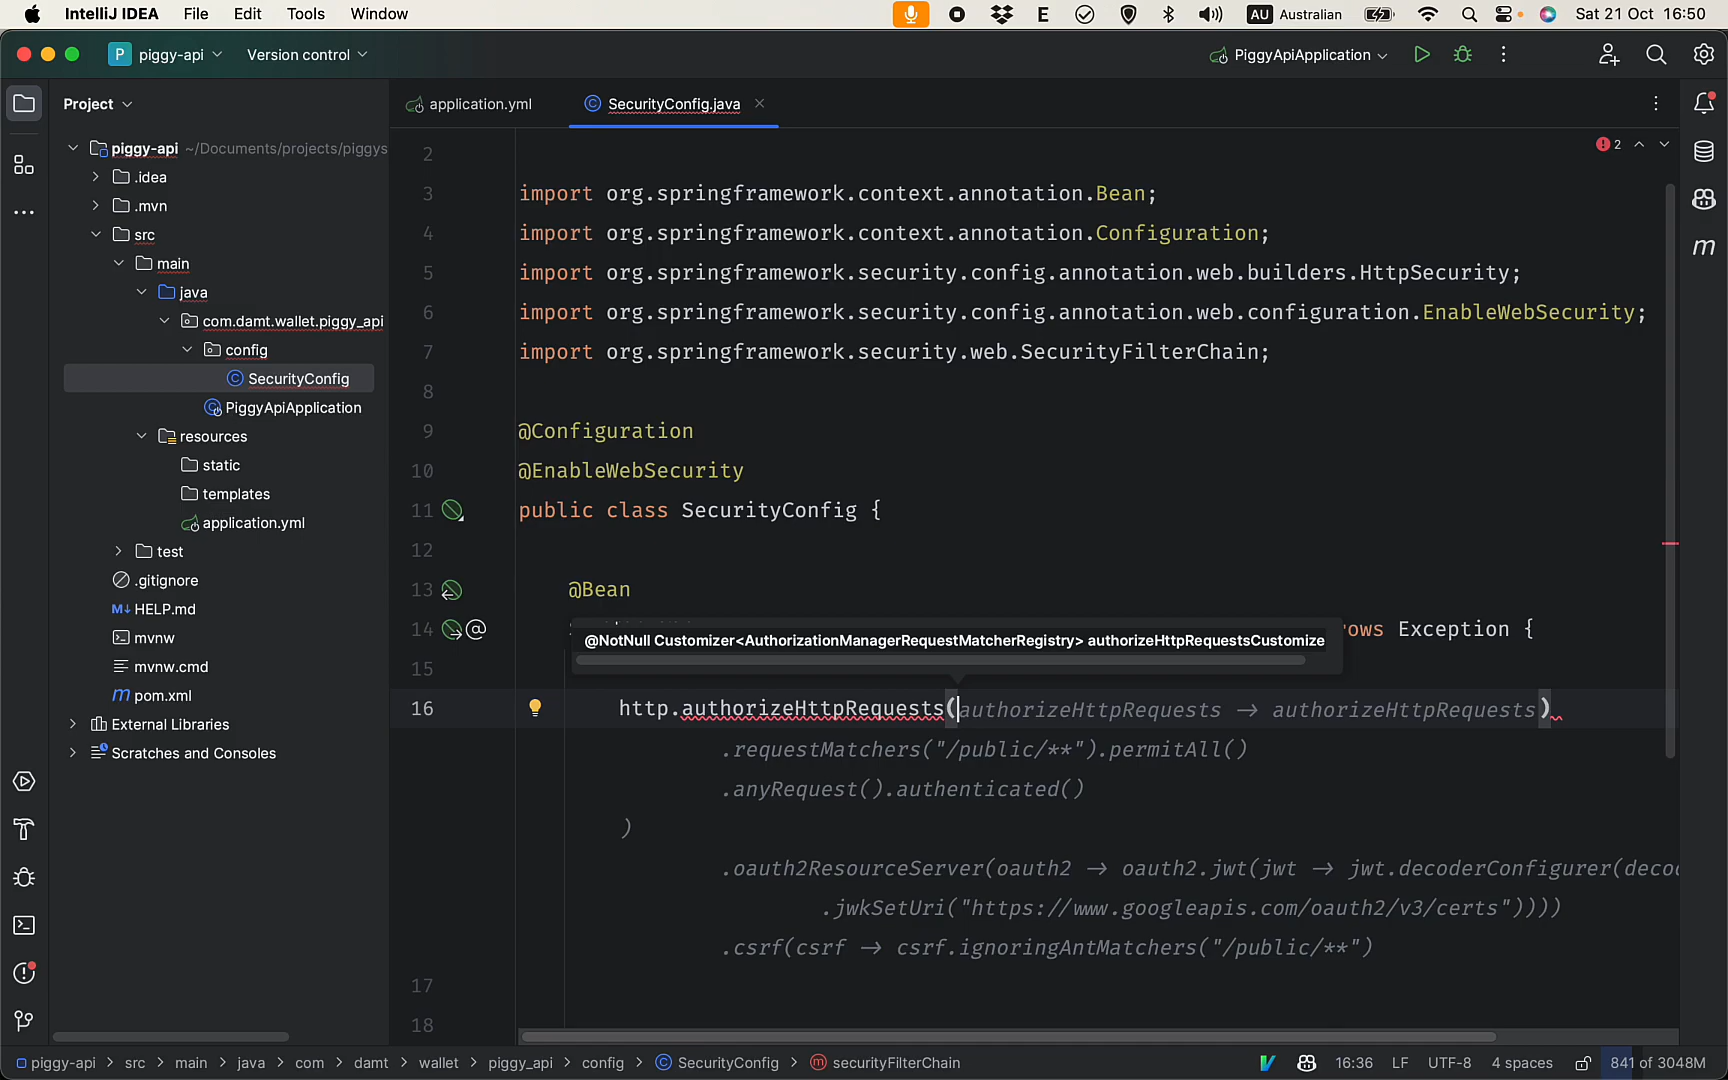 IntelliJ IDEA File Edit Tools Window E AU Australian Sat 21 Oct 16:50
P piggy-api Version control PiggyApiApplication
Project
application.yml SecurityConfig.java
piggy-api ~/Documents/projects/piggys
.idea
.mvn
src
main
java
com.damt.wallet.piggy_api
config
SecurityConfig
PiggyApiApplication
resources
static
templates
application.yml
test
.gitignore
M↓ HELP.md
mvnw
mvnw.cmd
m pom.xml
External Libraries
Scratches and Consoles
2
2
3 import org.springframework.context.annotation.Bean;
4 import org.springframework.context.annotation.Configuration;
5 import org.springframework.security.config.annotation.web.builders.HttpSecurity;
6 import org.springframework.security.config.annotation.web.configuration.EnableWebSecurity;
7 import org.springframework.security.web.SecurityFilterChain;
8
9 @Configuration
10 @EnableWebSecurity
11 public class SecurityConfig {
12
13 @Bean
14 @ ows Exception {
@NotNull Customizer<AuthorizationManagerRequestMatcherRegistry> authorizeHttpRequestsCustomize
15
16 http.authorizeHttpRequests(authorizeHttpRequests -> authorizeHttpRequests)
.requestMatchers("/public/**").permitAll()
.anyRequest().authenticated()
)
.oauth2ResourceServer(oauth2 -> oauth2.jwt(jwt -> jwt.decoderConfigurer(deco
.jwkSetUri("https://www.googleapis.com/oauth2/v3/certs"))))
.csrf(csrf -> csrf.ignoringAntMatchers("/public/**")
17
18
m
piggy-api > src > main > java > com > damt > wallet > piggy_api > config > SecurityConfig > securityFilterChain 16:36 LF UTF-8 4 spaces 841 of 3048M